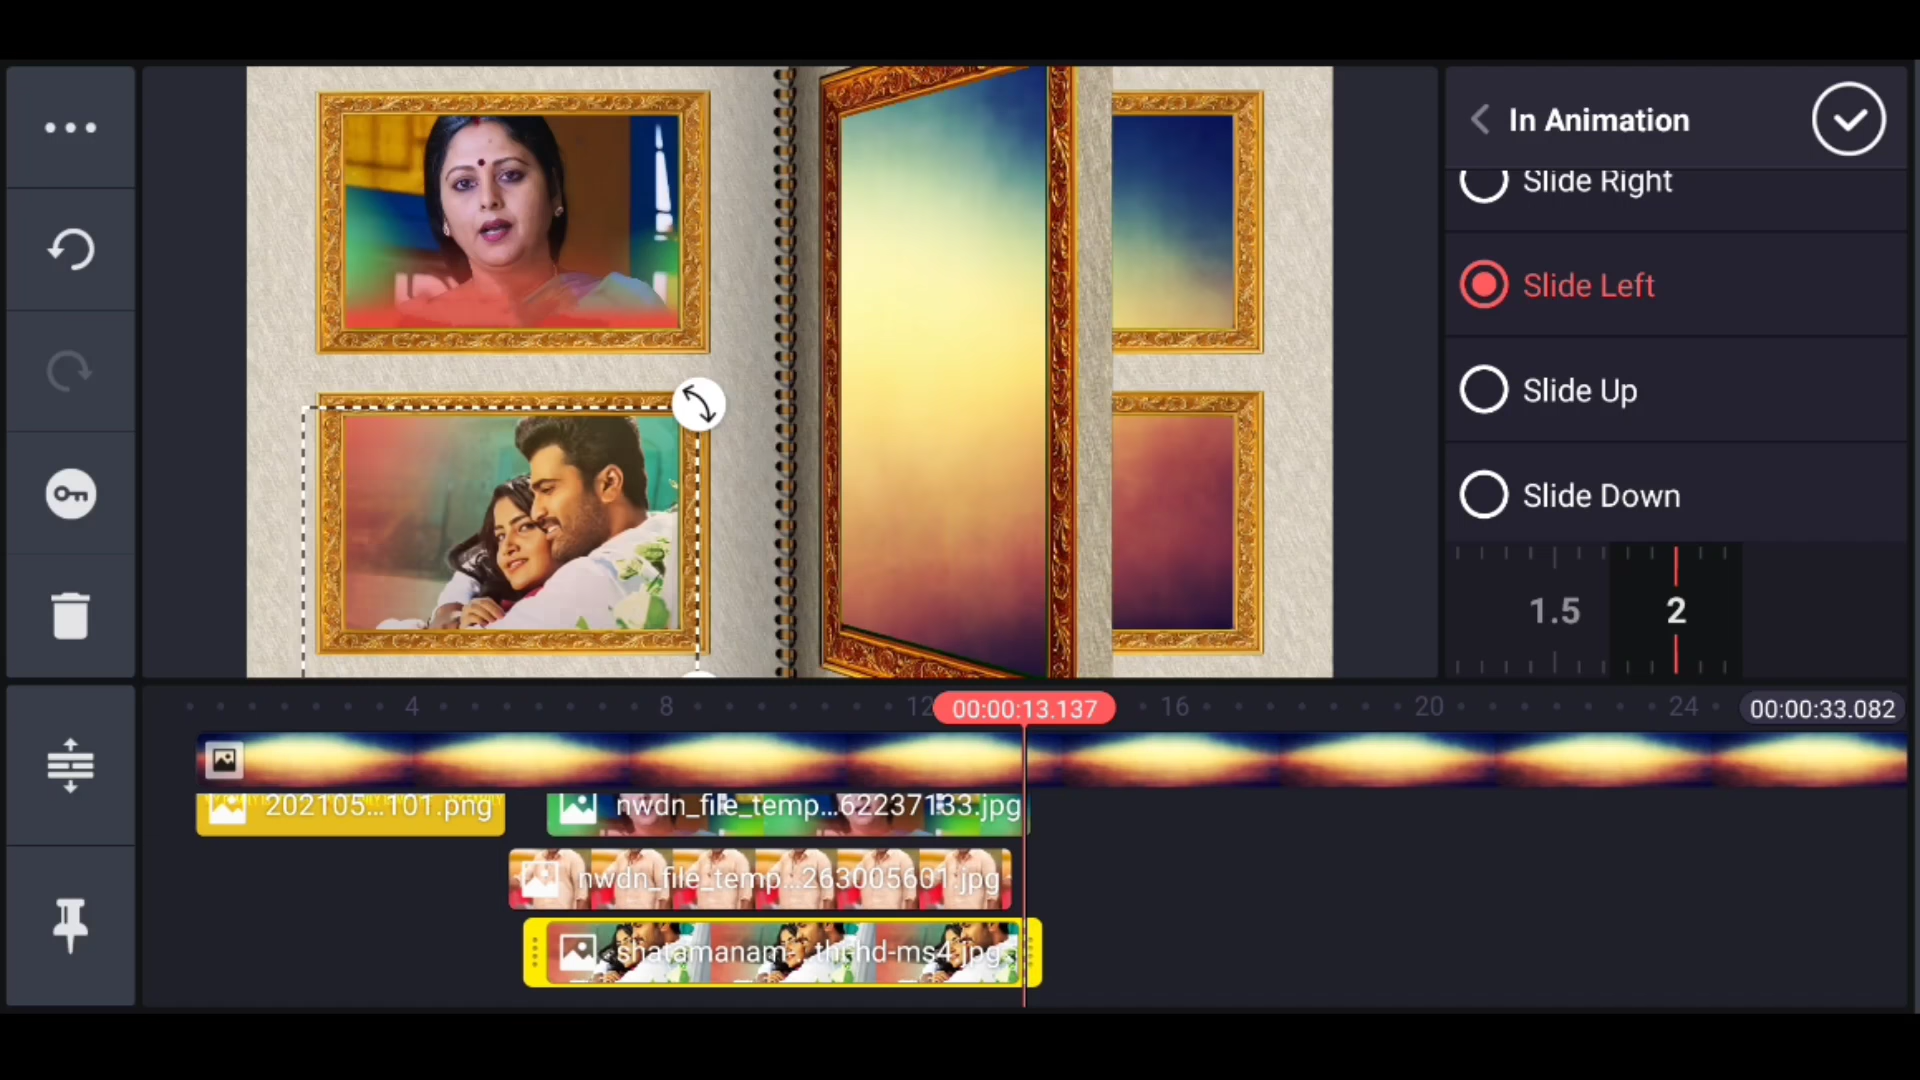 In Animation
Slide Right
Slide Left
Slide Up
Slide Down
1.5 2
4 8 12 00:00:13.137 16 20 24 00:00:33.082
202105...101.png nwdn_file_temp...62237133.jpg
nwdn_file_temp...263005601.jpg
shatamanam-...thi-hd-ms4.jpg